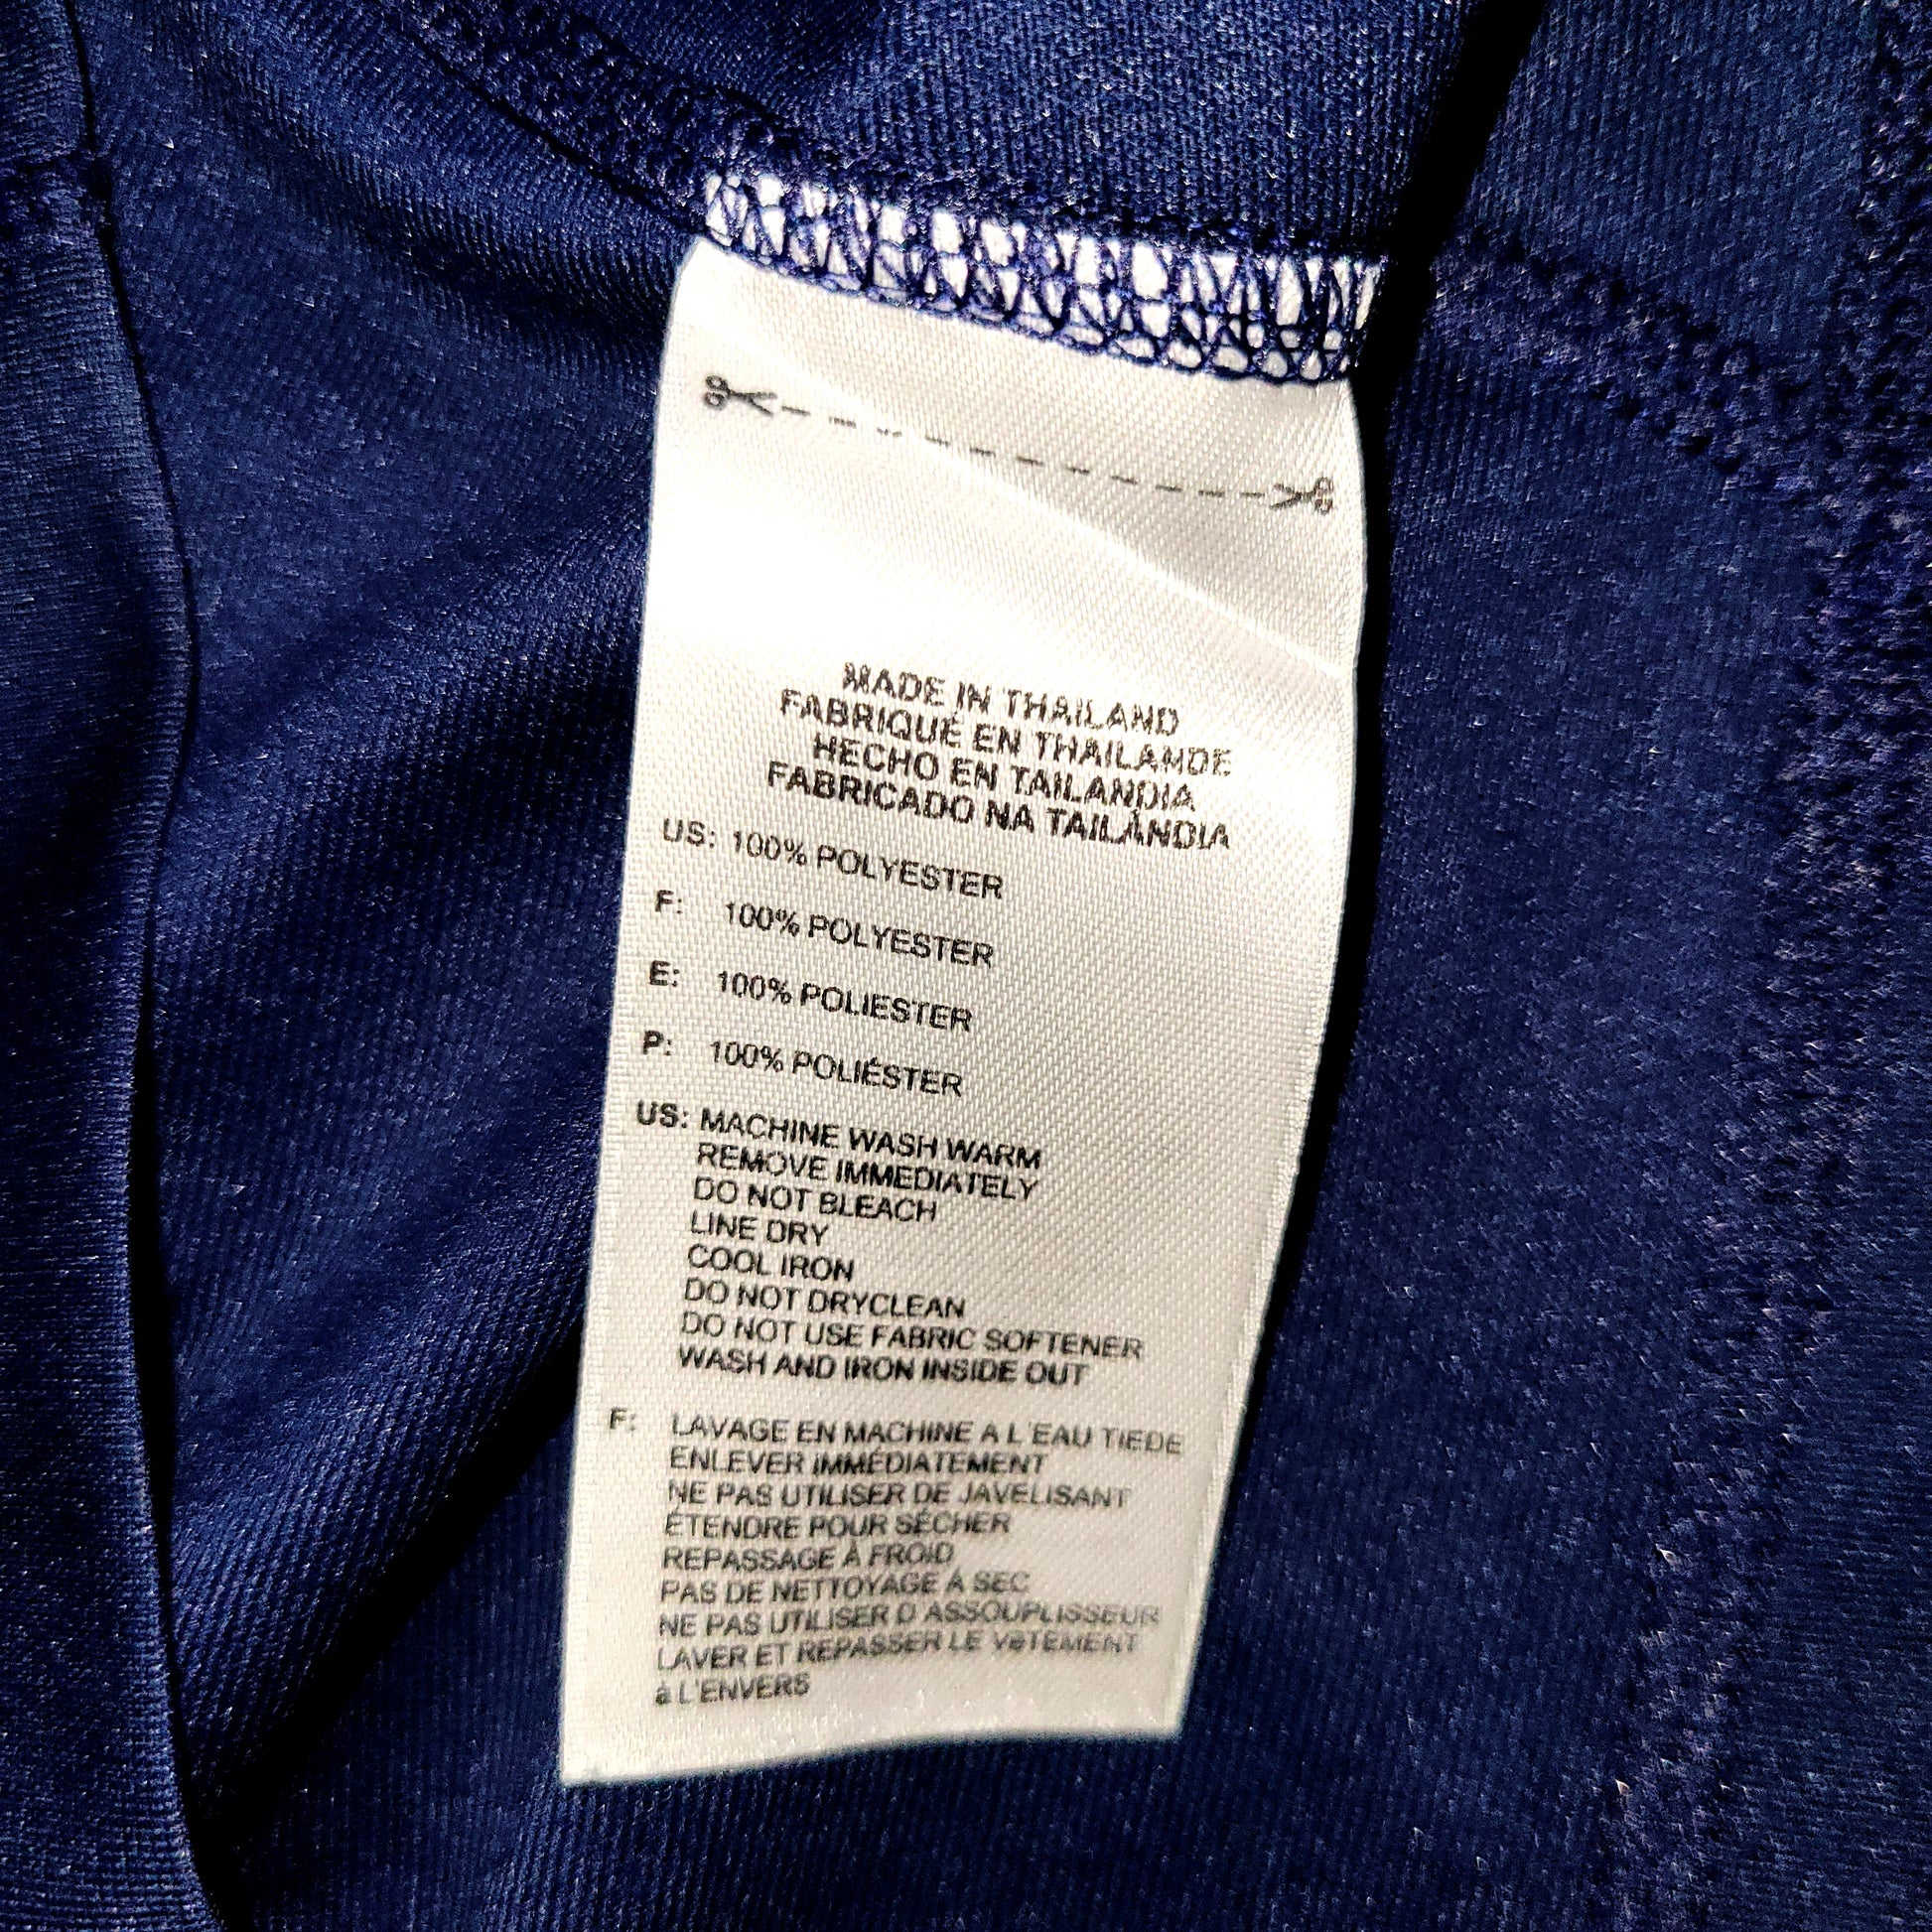 MADE IN THAILAND
FABRIQUÉ EN THAILANDE
HECHO EN TAILANDIA
FABRICADO NA TAILÂNDIA
US: 100% POLYESTER
F: 100% POLYESTER
E: 100% POLIESTER
P: 100% POLIÉSTER
US: MACHINE WASH WARM
REMOVE IMMEDIATELY
DO NOT BLEACH
LINE DRY
COOL IRON
DO NOT DRYCLEAN
DO NOT USE FABRIC SOFTENER
WASH AND IRON INSIDE OUT
F: LAVAGE EN MACHINE A L'EAU TIEDE
ENLEVER IMMÉDIATEMENT
NE PAS UTILISER DE JAVELISANT
ÉTENDRE POUR SÉCHER
REPASSAGE À FROID
PAS DE NETTOYAGE À SEC
NE PAS UTILISER D ASSOUPLISSEUR
LAVER ET REPASSER LE VêTEMENT
à L'ENVERS